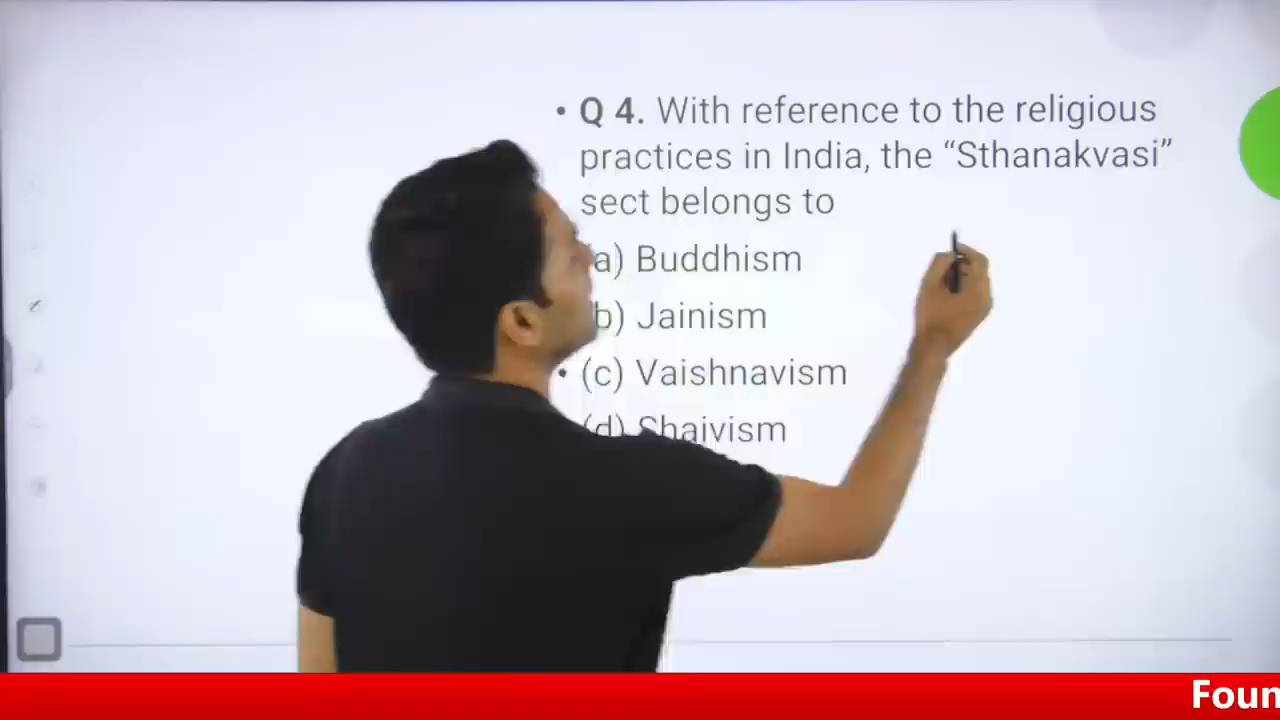 • Q 4. With reference to the religious
practices in India, the “Sthanakvasi”
sect belongs to
a) Buddhism
b) Jainism
• (c) Vaishnavism
(d) Shaivism
Foun